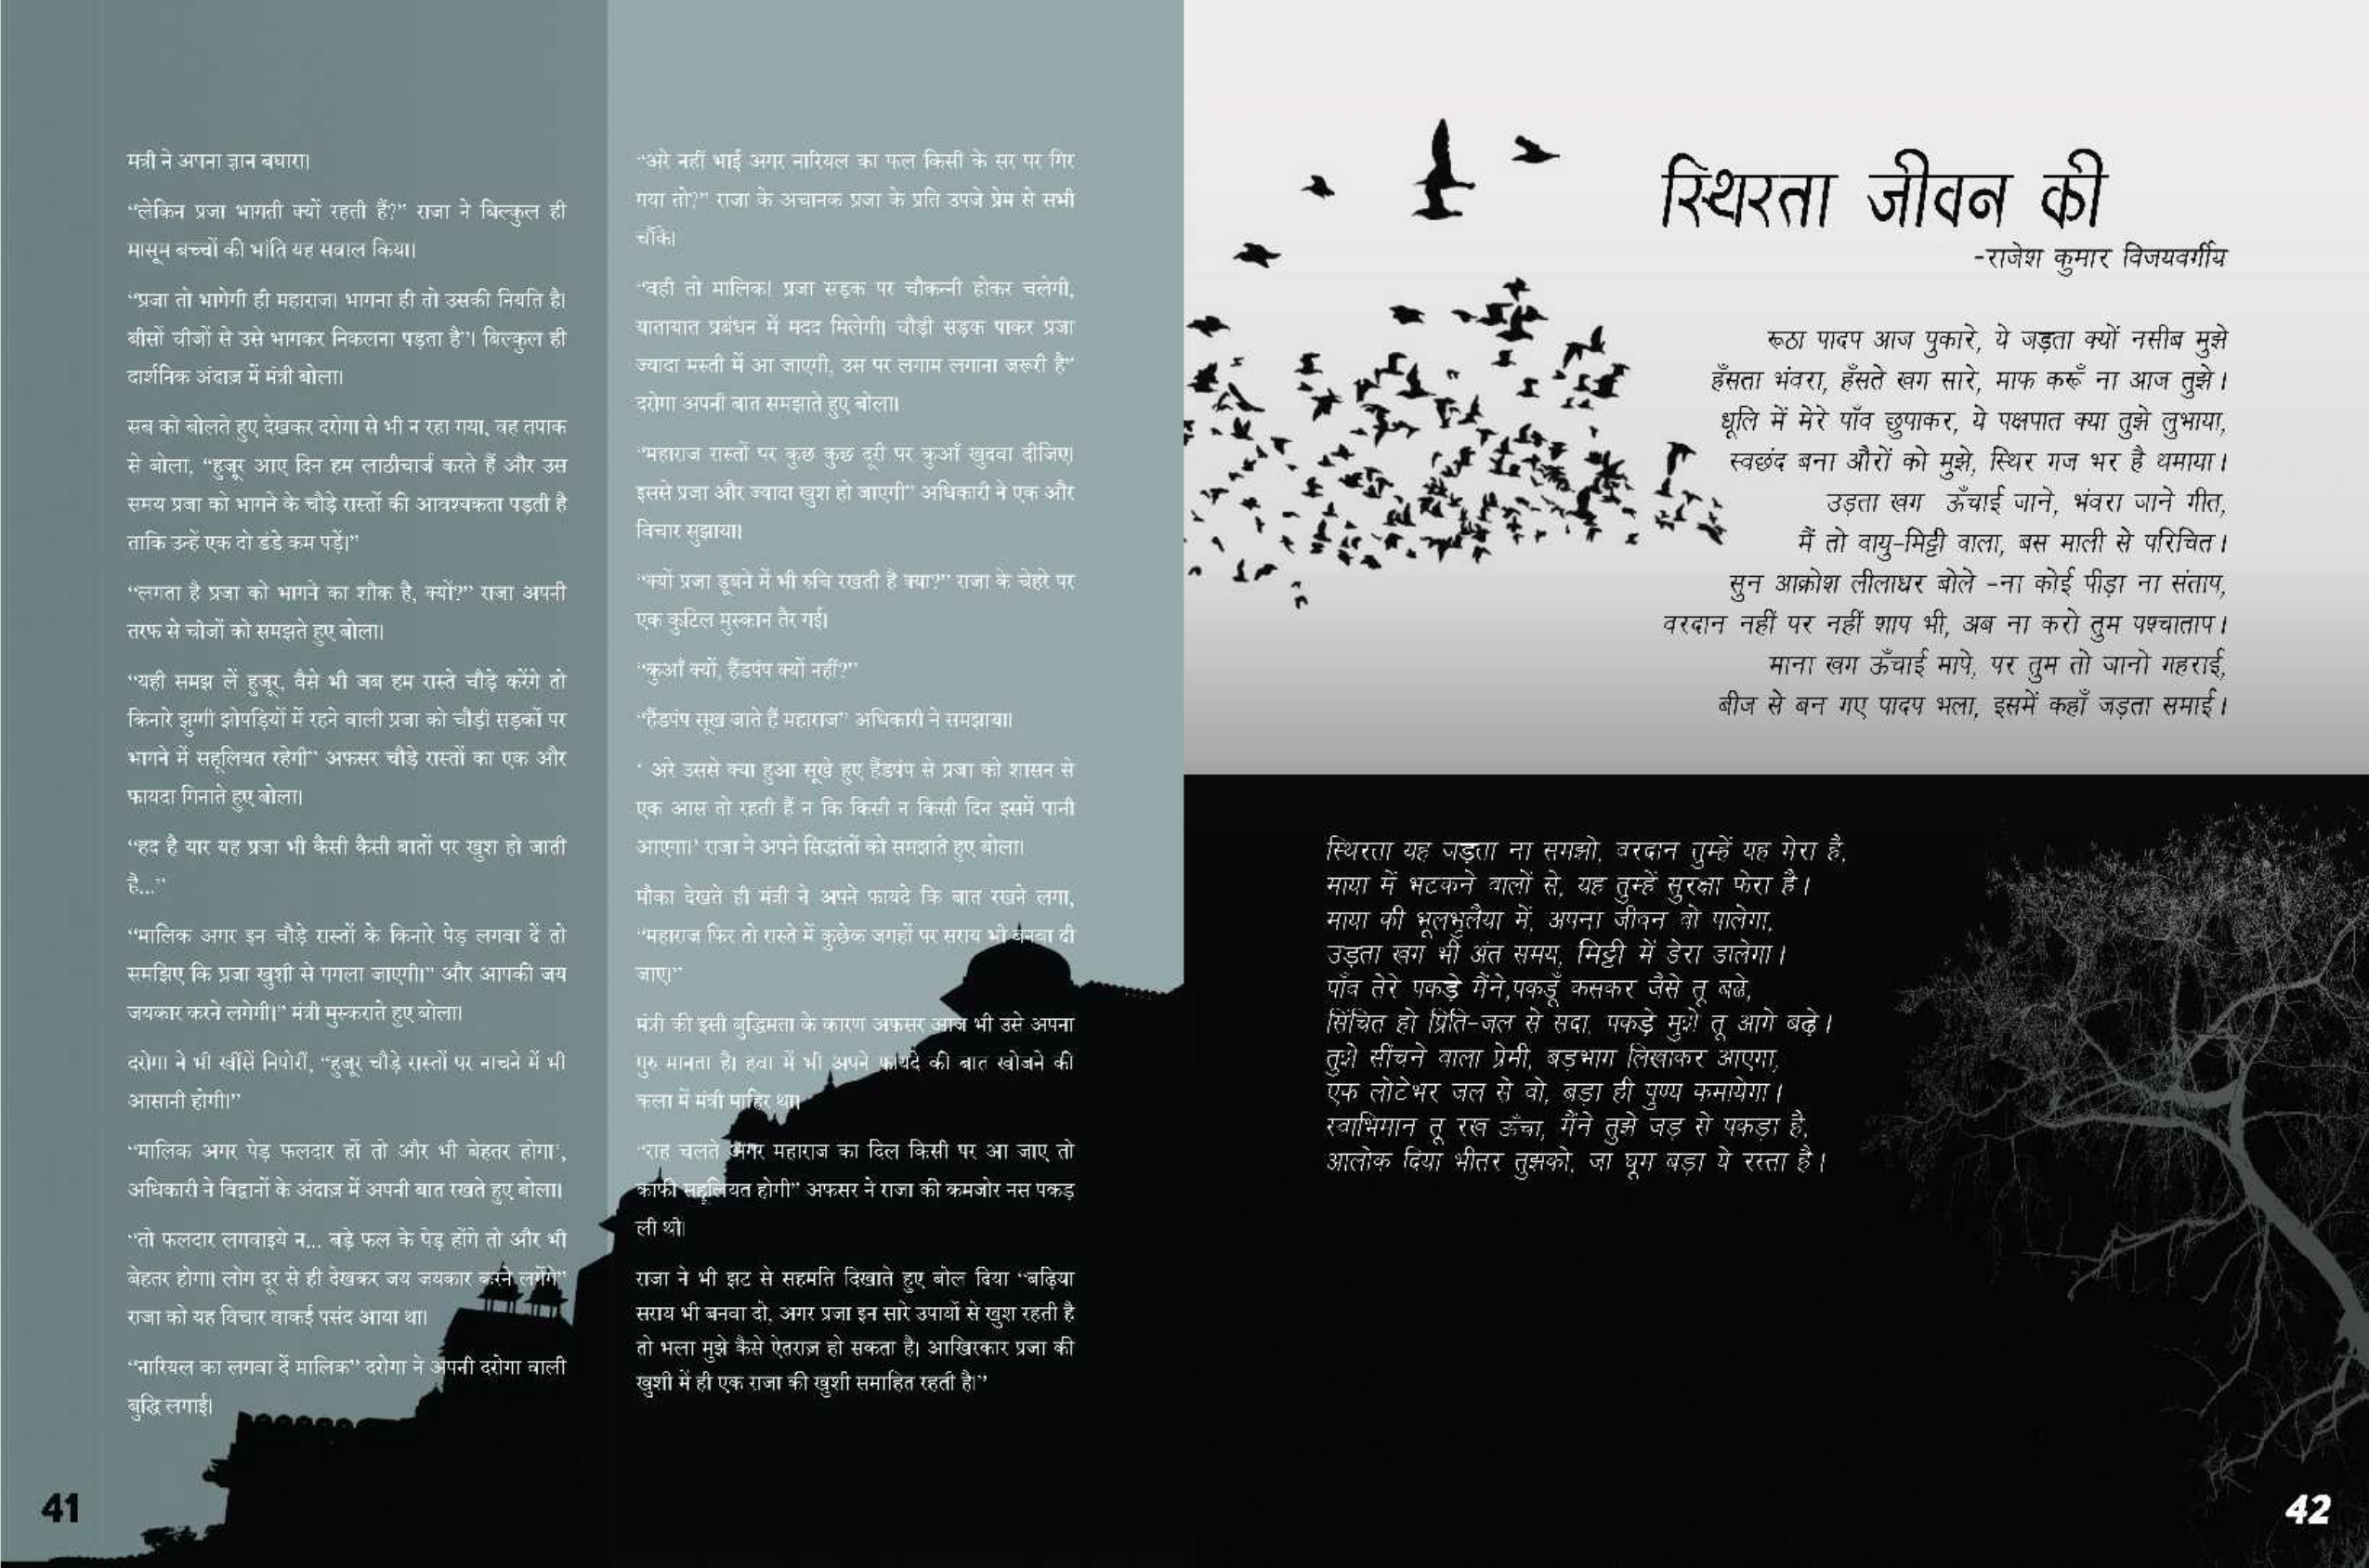 मंत्री ने अपना ज्ञान बघारा।
“लेकिन प्रजा भागती क्यों रहती हैं?” राजा ने बिल्कुल ही
मासूम बच्चों की भांति यह सवाल किया।
“प्रजा तो भागेगी ही महाराज। भागना ही तो उसकी नियति है।
बीसों चीजों से उसे भागकर निकलना पड़ता है”। बिल्कुल ही
दार्शनिक अंदाज़ में मंत्री बोला।
सब को बोलते हुए देखकर दरोगा से भी न रहा गया, वह तपाक
से बोला, “हुजूर आए दिन हम लाठीचार्ज करते हैं और उस
समय प्रजा को भागने के चौड़े रास्तों की आवश्यकता पड़ती है
ताकि उन्हें एक दो डंडे कम पड़ें।”
“लगता है प्रजा को भागने का शौक है, क्यों?” राजा अपनी
तरफ से चीजों को समझते हुए बोला।
“यही समझ लें हुजूर, वैसे भी जब हम रास्ते चौड़े करेंगे तो
किनारे झुग्गी झोपड़ियों में रहने वाली प्रजा को चौड़ी सड़कों पर
भागने में सहूलियत रहेगी” अफसर चौड़े रास्तों का एक और
फायदा गिनाते हुए बोला।
“हद है यार यह प्रजा भी कैसी कैसी बातों पर खुश हो जाती
है...”
“मालिक अगर इन चौड़े रास्तों के किनारे पेड़ लगवा दें तो
समझिए कि प्रजा खुशी से पगला जाएगी।” और आपकी जय
जयकार करने लगेगी।” मंत्री मुस्कराते हुए बोला।
दरोगा ने भी खींसें निपोरीं, “हुजूर चौड़े रास्तों पर नाचने में भी
आसानी होगी।”
“मालिक अगर पेड़ फलदार हों तो और भी बेहतर होगा’,
अधिकारी ने विद्वानों के अंदाज़ में अपनी बात रखते हुए बोला।
“तो फलदार लगवाइये न... बड़े फल के पेड़ होंगे तो और भी
बेहतर होगा। लोग दूर से ही देखकर जय जयकार करने लगेंगे”
राजा को यह विचार वाकई पसंद आया था।
“नारियल का लगवा दें मालिक” दरोगा ने अपनी दरोगा वाली
बुद्धि लगाई।
41
“अरे नहीं भाई अगर नारियल का फल किसी के सर पर गिर
गया तो?” राजा के अचानक प्रजा के प्रति उपजे प्रेम से सभी
चौंके।
“वही तो मालिक। प्रजा सड़क पर चौकन्नी होकर चलेगी,
यातायात प्रबंधन में मदद मिलेगी। चौड़ी सड़क पाकर प्रजा
ज्यादा मस्ती में आ जाएगी, उस पर लगाम लगाना जरूरी है”
दरोगा अपनी बात समझाते हुए बोला।
“महाराज रास्तों पर कुछ कुछ दूरी पर कुआँ खुदवा दीजिए।
इससे प्रजा और ज्यादा खुश हो जाएगी” अधिकारी ने एक और
विचार सुझाया।
“क्यों प्रजा डूबने में भी रुचि रखती है क्या?” राजा के चेहरे पर
एक कुटिल मुस्कान तैर गई।
“कुआँ क्यों, हैंडपंप क्यों नहीं?”
“हैंडपंप सूख जाते हैं महाराज” अधिकारी ने समझाया।
‘ अरे उससे क्या हुआ सूखे हुए हैंडपंप से प्रजा को शासन से
एक आस तो रहती हैं न कि किसी न किसी दिन इसमें पानी
आएगा।’ राजा ने अपने सिद्धांतों को समझाते हुए बोला।
मौका देखते ही मंत्री ने अपने फायदे कि बात रखने लगा,
“महाराज फिर तो रास्ते में कुछेक जगहों पर सराय भी बनवा दी
जाए।”
मंत्री की इसी बुद्धिमता के कारण अफसर आज भी उसे अपना
गुरु मानता है। हवा में भी अपने फायदे की बात खोजने की
कला में मंत्री माहिर था।
“राह चलते अगर महाराज का दिल किसी पर आ जाए तो
काफी सहूलियत होगी” अफसर ने राजा की कमजोर नस पकड़
ली थी।
राजा ने भी झट से सहमति दिखाते हुए बोल दिया “बढ़िया
सराय भी बनवा दो, अगर प्रजा इन सारे उपायों से खुश रहती है
तो भला मुझे कैसे ऐतराज़ हो सकता है। आखिरकार प्रजा की
खुशी में ही एक राजा की खुशी समाहित रहती है।”
स्थिरता जीवन की
-राजेश कुमार विजयवर्गीय
रूठा पादप आज पुकारे, ये जड़ता क्यों नसीब मुझे
हँसता भंवरा, हँसते खग सारे, माफ करूँ ना आज तुझे।
धूलि में मेरे पाँव छुपाकर, ये पक्षपात क्या तुझे लुभाया,
स्वछंद बना औरों को मुझे, स्थिर गज भर है थमाया।
उड़ता खग ऊँचाई जाने, भंवरा जाने गीत,
मैं तो वायु-मिट्टी वाला, बस माली से परिचित।
सुन आक्रोश लीलाधर बोले -ना कोई पीड़ा ना संताप,
वरदान नहीं पर नहीं शाप भी, अब ना करो तुम पश्चाताप।
माना खग ऊँचाई मापे, पर तुम तो जानो गहराई,
बीज से बन गए पादप भला, इसमें कहाँ जड़ता समाई।
स्थिरता यह जड़ता ना समझो, वरदान तुम्हें यह मेरा है,
माया में भटकने वालों से, यह तुम्हें सुरक्षा फेरा है।
माया की भूलभुलैया में, अपना जीवन वो पालेगा,
उड़ता खग भी अंत समय, मिट्टी में डेरा डालेगा।
पाँव तेरे पकड़े मैंने,पकडूँ कसकर जैसे तू बढे,
सिंचित हो प्रिति-जल से सदा, पकड़े मुझे तू आगे बढ़े।
तुझे सींचने वाला प्रेमी, बड़भाग लिखाकर आएगा,
एक लोटेभर जल से वो, बड़ा ही पुण्य कमायेगा।
स्वाभिमान तू रख ऊँचा, मैंने तुझे जड़ से पकड़ा है,
आलोक दिया भीतर तुझको, जा घूम बड़ा ये रस्ता है।
42